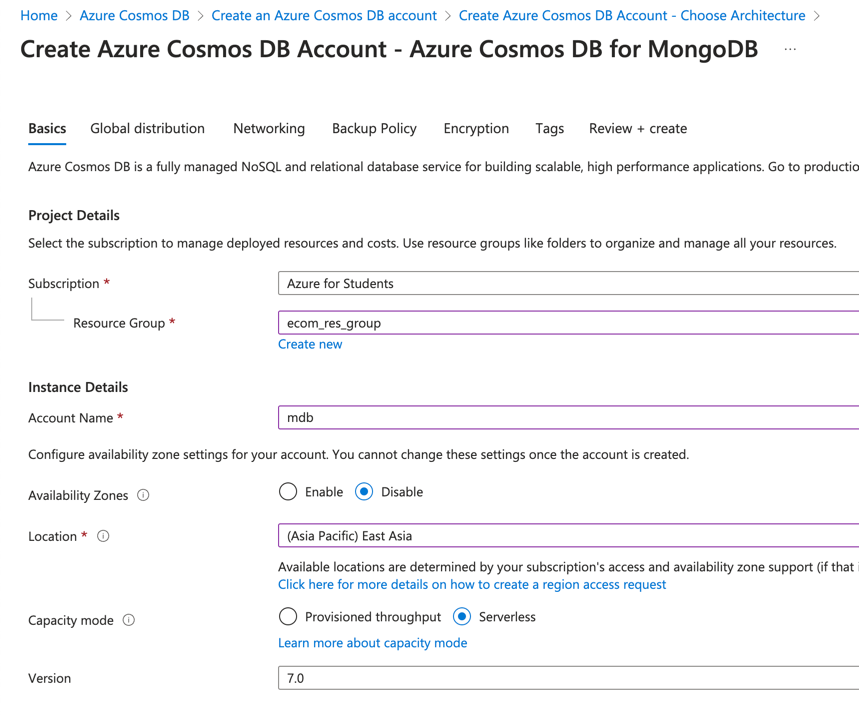 Home > Azure Cosmos DB > Create an Azure Cosmos DB account > Create Azure Cosmos DB Account - Choose Architecture >
Create Azure Cosmos DB Account - Azure Cosmos DB for MongoDB ...
Basics Global distribution Networking Backup Policy Encryption Tags Review + create
Azure Cosmos DB is a fully managed NoSQL and relational database service for building scalable, high performance applications. Go to productio
Project Details
Select the subscription to manage deployed resources and costs. Use resource groups like folders to organize and manage all your resources.
Subscription * Azure for Students
Resource Group * ecom_res_group
Create new
Instance Details
Account Name * mdb
Configure availability zone settings for your account. You cannot change these settings once the account is created.
Availability Zones Enable Disable
Location * (Asia Pacific) East Asia
Available locations are determined by your subscription's access and availability zone support (if that i
Click here for more details on how to create a region access request
Capacity mode Provisioned throughput Serverless
Learn more about capacity mode
Version 7.0